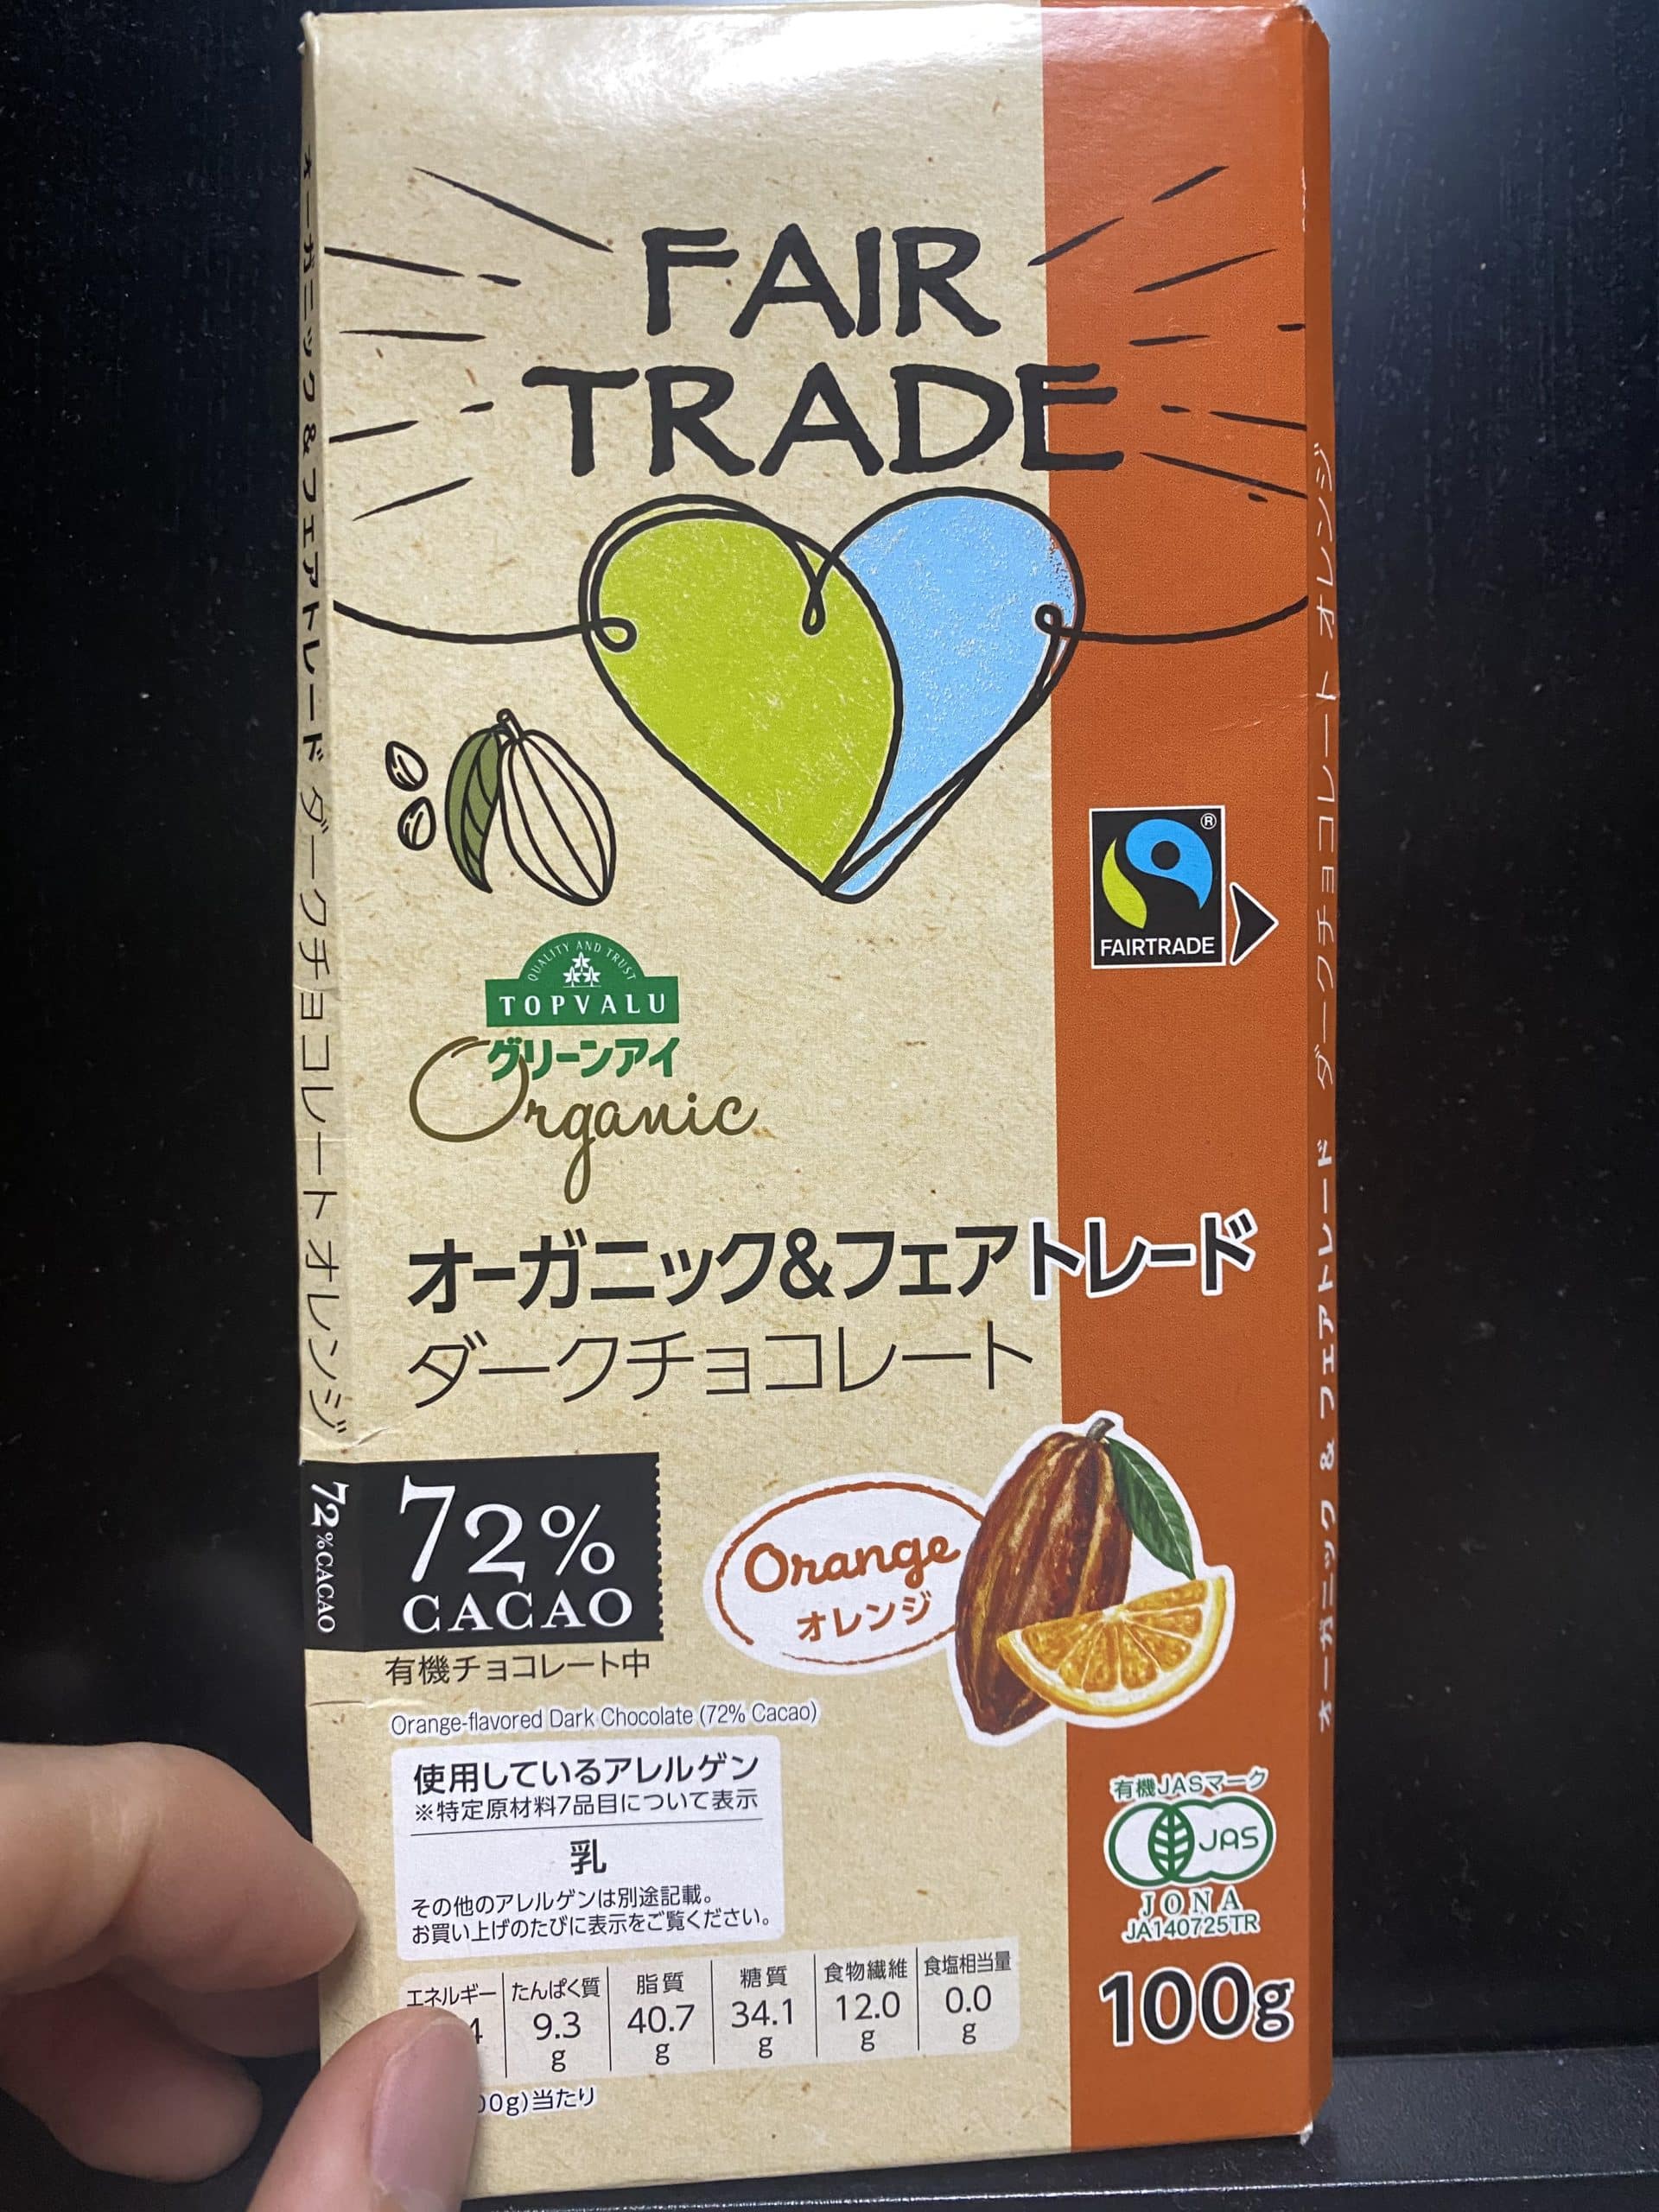 FAIR
TRADE
FAIRTRADE
QUALITY AND TRUST
TOPVALU
グリーンアイ
Organic
オーガニック&フェアトレード
ダークチョコレート
72%
CACAO
有機チョコレート中
Orange
オレンジ
Orange-flavored Dark Chocolate (72% Cacao)
使用しているアレルゲン
※特定原材料7品目について表示
乳
その他のアレルゲンは別途記載。
お買い上げのたびに表示をご覧ください。
有機JASマーク
JAS
JONA
JA140725TR
エネルギー たんぱく質 脂質 糖質 食物繊維 食塩相当量
4 9.3 40.7 34.1 12.0 0.0
g g g g g
00g)当たり
100g
オーガニック&フェアトレード ダークチョコレート オレンジ
72%CACAO
オーガニック & フェアトレード ダークチョコレート オレンジ